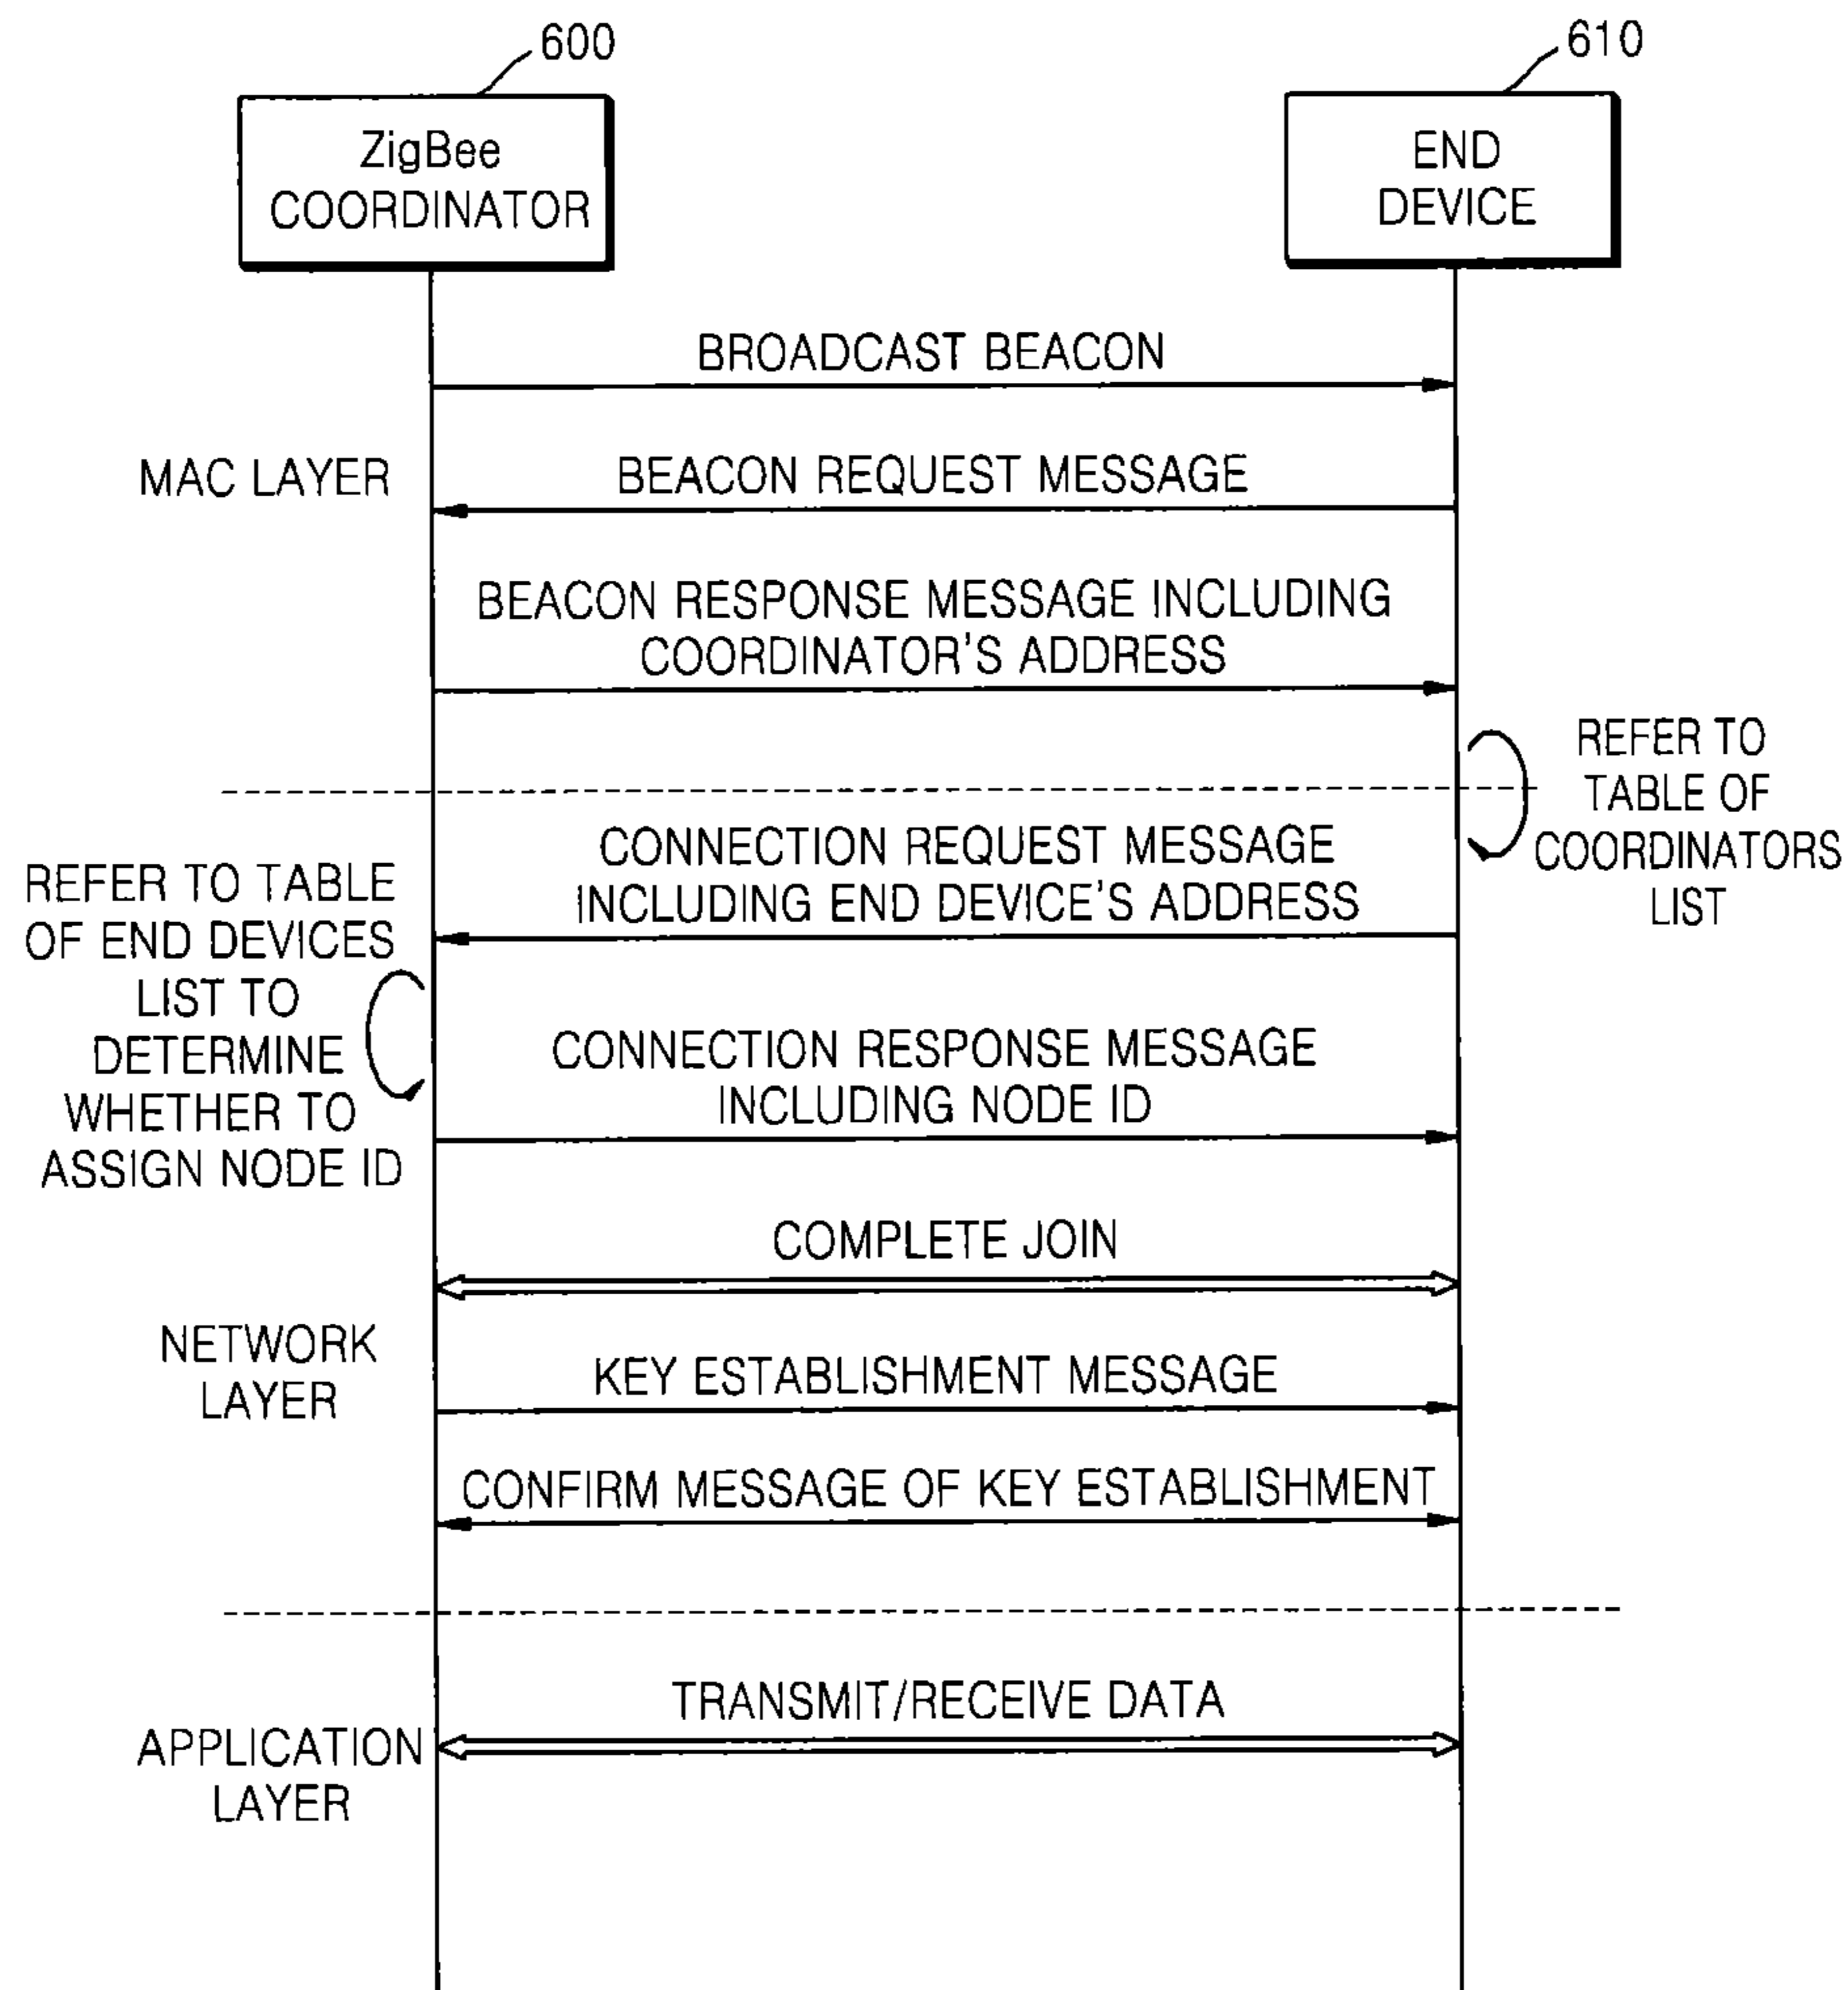 600
610
ZigBee
COORDINATOR
END
DEVICE
BROADCAST BEACON
MAC LAYER
BEACON REQUEST MESSAGE
BEACON RESPONSE MESSAGE INCLUDING
COORDINATOR'S ADDRESS
REFER TO
TABLE OF
COORDINATORS
LIST
CONNECTION REQUEST MESSAGE
INCLUDING END DEVICE'S ADDRESS
REFER TO TABLE
OF END DEVICES
LIST TO
DETERMINE
WHETHER TO
ASSIGN NODE ID
CONNECTION RESPONSE MESSAGE
INCLUDING NODE ID
COMPLETE JOIN
NETWORK
LAYER
KEY ESTABLISHMENT MESSAGE
CONFIRM MESSAGE OF KEY ESTABLISHMENT
TRANSMIT/RECEIVE DATA
APPLICATION
LAYER